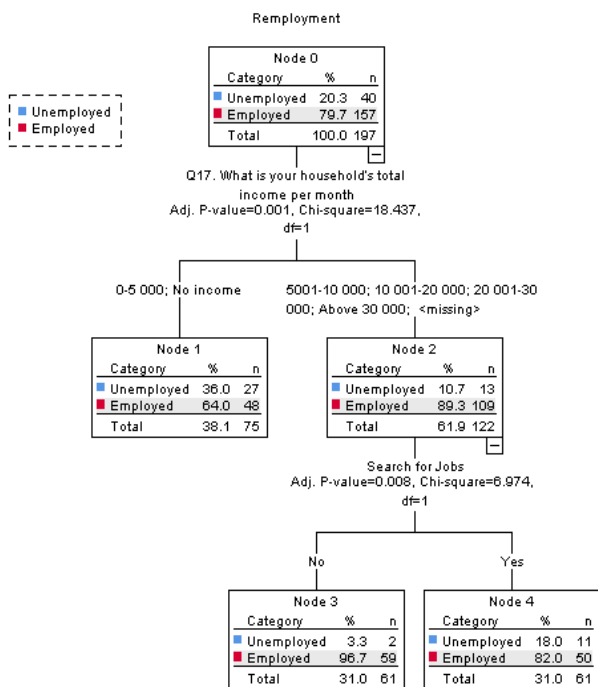 Remployment
Node 0
Category % n
Unemployed 20.3 40
Employed 79.7 157
Total 100.0 197
Unemployed
Employed
Q17. What is your household's total
income per month
Adj. P-value=0.001, Chi-square=18.437,
df=1
0-5 000; No income
5001-10 000; 10 001-20 000; 20 001-30
000; Above 30 000; <missing>
Node 1
Category % n
Unemployed 36.0 27
Employed 64.0 48
Total 38.1 75
Node 2
Category % n
Unemployed 10.7 13
Employed 89.3 109
Total 61.9 122
Search for Jobs
Adj. P-value=0.008, Chi-square=6.974,
df=1
No
Yes
Node 3
Category % n
Unemployed 3.3 2
Employed 96.7 59
Total 31.0 61
Node 4
Category % n
Unemployed 18.0 11
Employed 82.0 50
Total 31.0 61